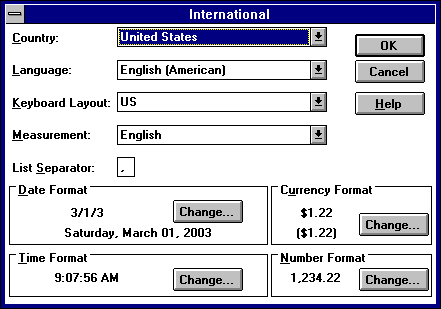 International
Country: United States
OK
Language: English (American)
Cancel
Keyboard Layout: US
Help
Measurement: English
List Separator: ,
Date Format
3/1/3
Change...
Saturday, March 01, 2003
Currency Format
$1.22
Change...
($1.22)
Time Format
9:07:56 AM
Change...
Number Format
1,234.22
Change...